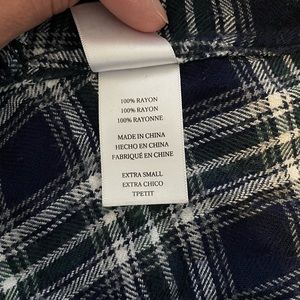 100% RAYON
100% RAYON
100% RAYONNE
MADE IN CHINA
HECHO EN CHINA
FABRIQUÉ EN CHINE
EXTRA SMALL
EXTRA CHICO
TPETIT